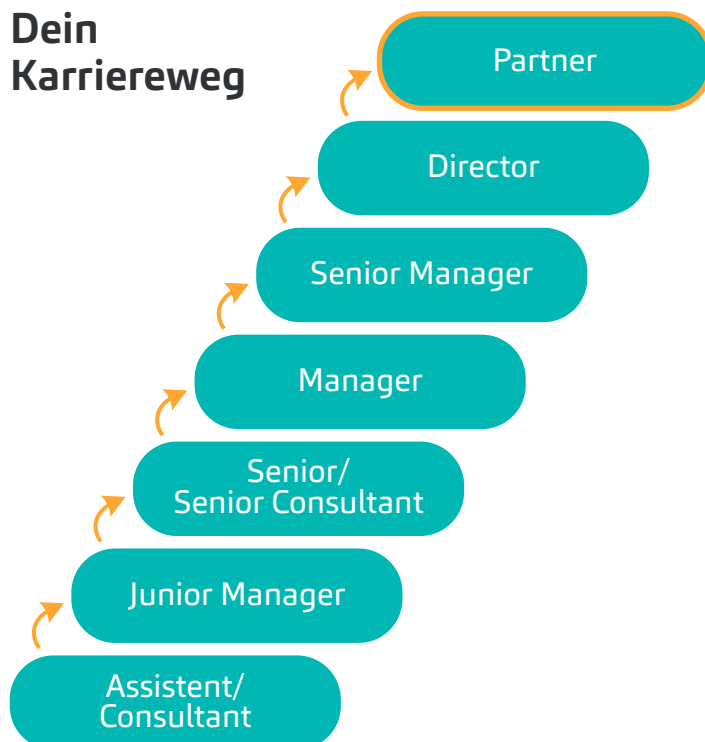 Dein
Karriereweg
Partner
Director
Senior Manager
Manager
Senior/
Senior Consultant
Junior Manager
Assistent/
Consultant